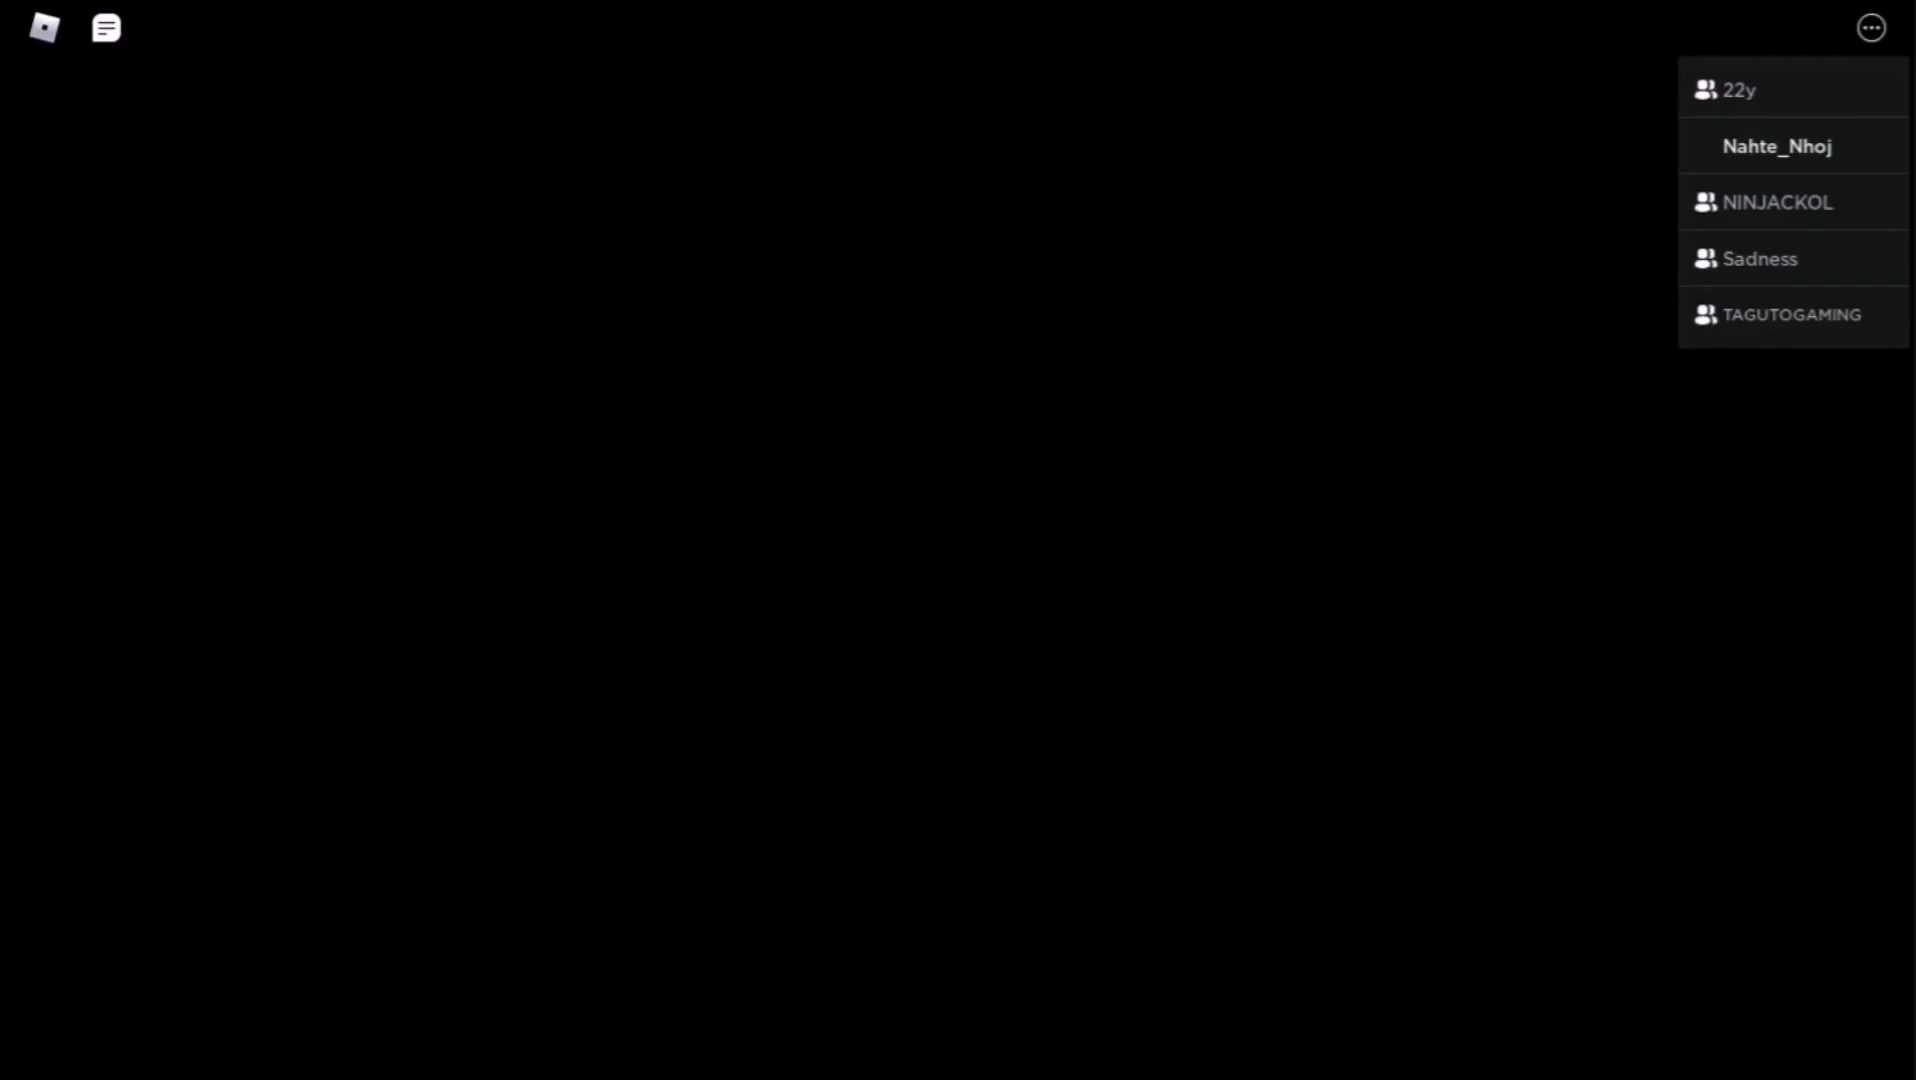 22y
Nahte_Nhoj
NINJACKOL
Sadness
TAGUTOGAMING